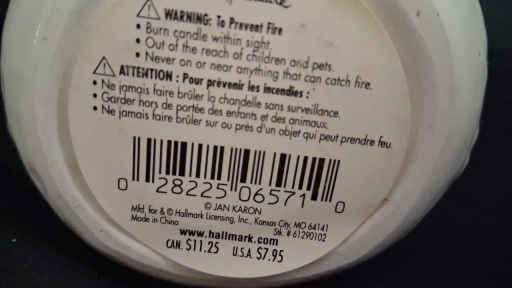 WARNING: To Prevent Fire
• Burn candle within sight.
• Out of the reach of children and pets.
• Never on or near anything that can catch fire.
ATTENTION : Pour prévenir les incendies :
• Ne jamais faire brûler la chandelle sans surveillance.
• Garder hors de portée des enfants et des animaux.
• Ne jamais faire brûler sur ou près d'un objet qui peut prendre feu.
0 28225 06571 0
© JAN KARON
Mfd. for & © Hallmark Licensing, Inc., Kansas City, MO 64141
Made in China Stk. # 61290102
www.hallmark.com
CAN. $11.25 U.S.A. $7.95